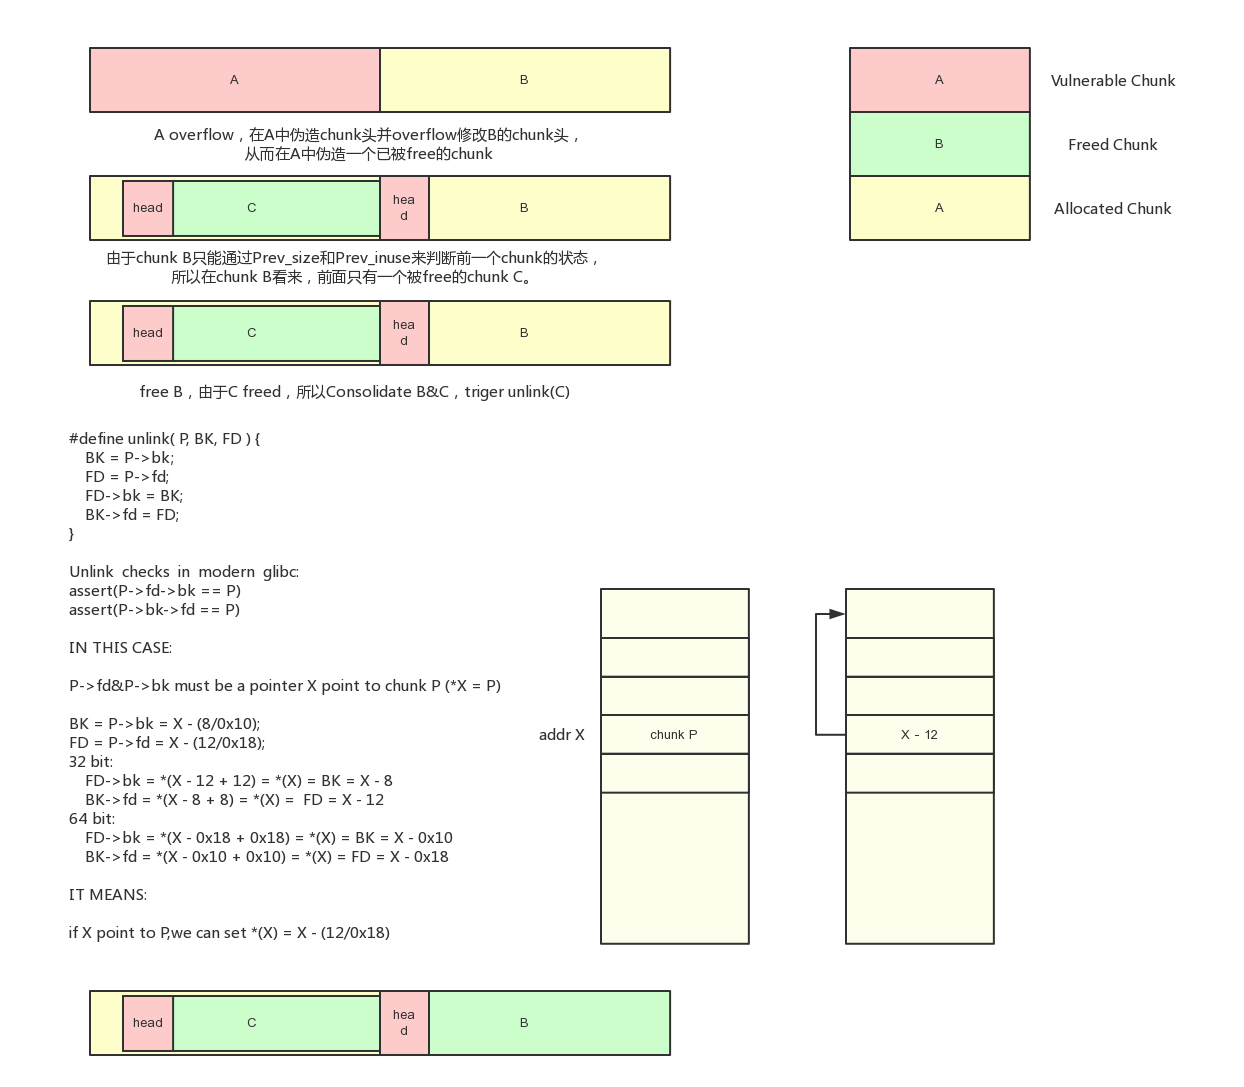 A
B
A
Vulnerable Chunk
A overflow，在A中伪造chunk头并overflow修改B的chunk头，
从而在A中伪造一个已被free的chunk
B
Freed Chunk
head
C
hea
d
B
A
Allocated Chunk
由于chunk B只能通过Prev_size和Prev_inuse来判断前一个chunk的状态，
所以在chunk B看来，前面只有一个被free的chunk C。
head
C
hea
d
B
free B，由于C freed，所以Consolidate B&C，triger unlink(C)
#define unlink( P, BK, FD ) {
BK = P->bk;
FD = P->fd;
FD->bk = BK;
BK->fd = FD;
}
Unlink checks in modern glibc:
assert(P->fd->bk == P)
assert(P->bk->fd == P)
IN THIS CASE:
P->fd&P->bk must be a pointer X point to chunk P (*X = P)
BK = P->bk = X - (8/0x10);
FD = P->fd = X - (12/0x18);
32 bit:
FD->bk = *(X - 12 + 12) = *(X) = BK = X - 8
BK->fd = *(X - 8 + 8) = *(X) = FD = X - 12
64 bit:
FD->bk = *(X - 0x18 + 0x18) = *(X) = BK = X - 0x10
BK->fd = *(X - 0x10 + 0x10) = *(X) = FD = X - 0x18
IT MEANS:
if X point to P,we can set *(X) = X - (12/0x18)
addr X
chunk P
X - 12
head
C
hea
d
B